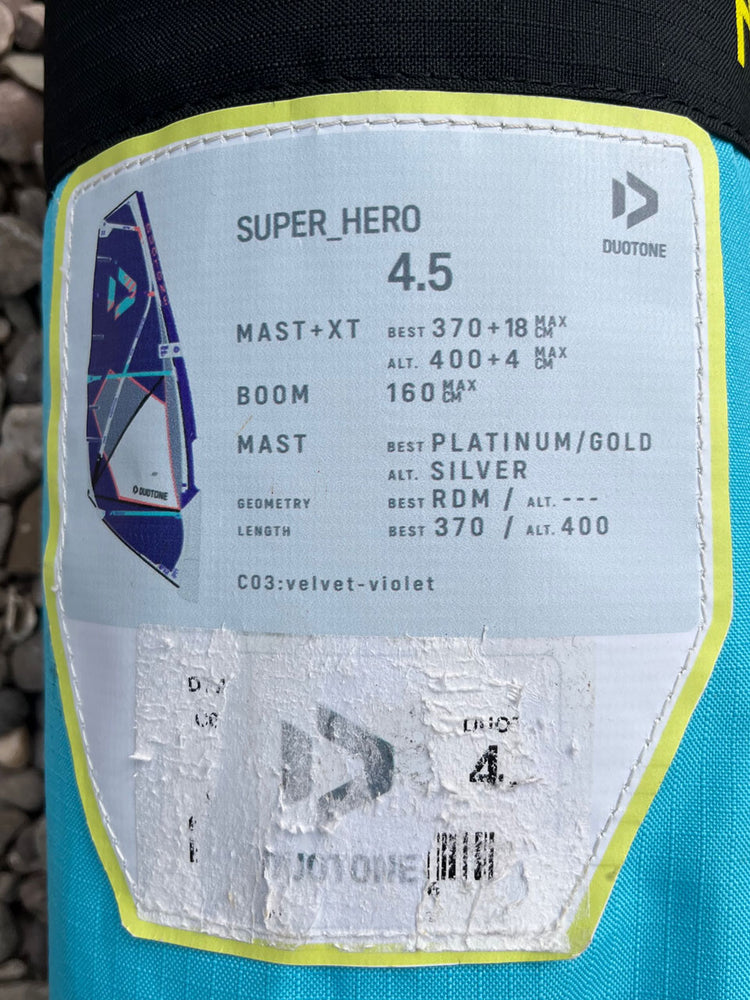 SUPER_HERO
DUOTONE
4.5
MAST+XT BEST 370+18 MAX CM
ALT. 400+4 MAX CM
BOOM 160 MAX CM
MAST BEST PLATINUM/GOLD
ALT. SILVER
GEOMETRY BEST RDM / ALT. ---
LENGTH BEST 370 / ALT. 400
C03:velvet-violet
DUOTONE
4.
DUOTONE